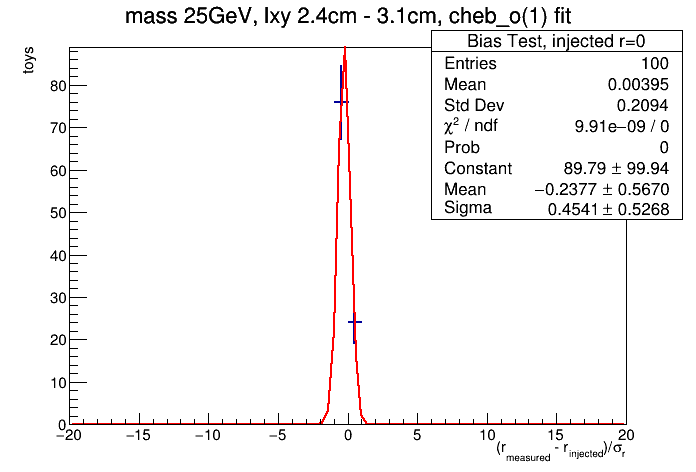 mass 25GeV, lxy 2.4cm - 3.1cm, cheb_o(1) fit
toys
Bias Test, injected r=0
Entries 100
Mean 0.00395
Std Dev 0.2094
χ² / ndf 9.91e−09 / 0
Prob 0
Constant 89.79 ± 99.94
Mean −0.2377 ± 0.5670
Sigma 0.4541 ± 0.5268
80
70
60
50
40
30
20
10
0
−20 −15 −10 −5 0 5 10 15 20
(r_measured - r_injected)/σ_r